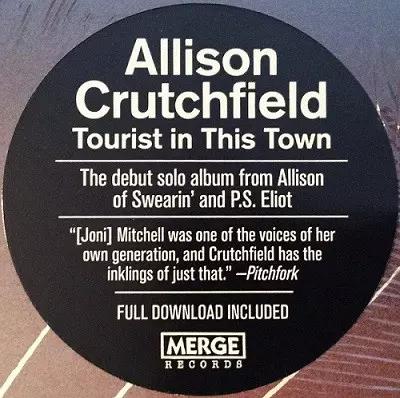 Allison
Crutchfield
Tourist in This Town
The debut solo album from Allison
of Swearin’ and P.S. Eliot
“[Joni] Mitchell was one of the voices of her
own generation, and Crutchfield has the
inklings of just that.” —Pitchfork
FULL DOWNLOAD INCLUDED
MERGE
RECORDS